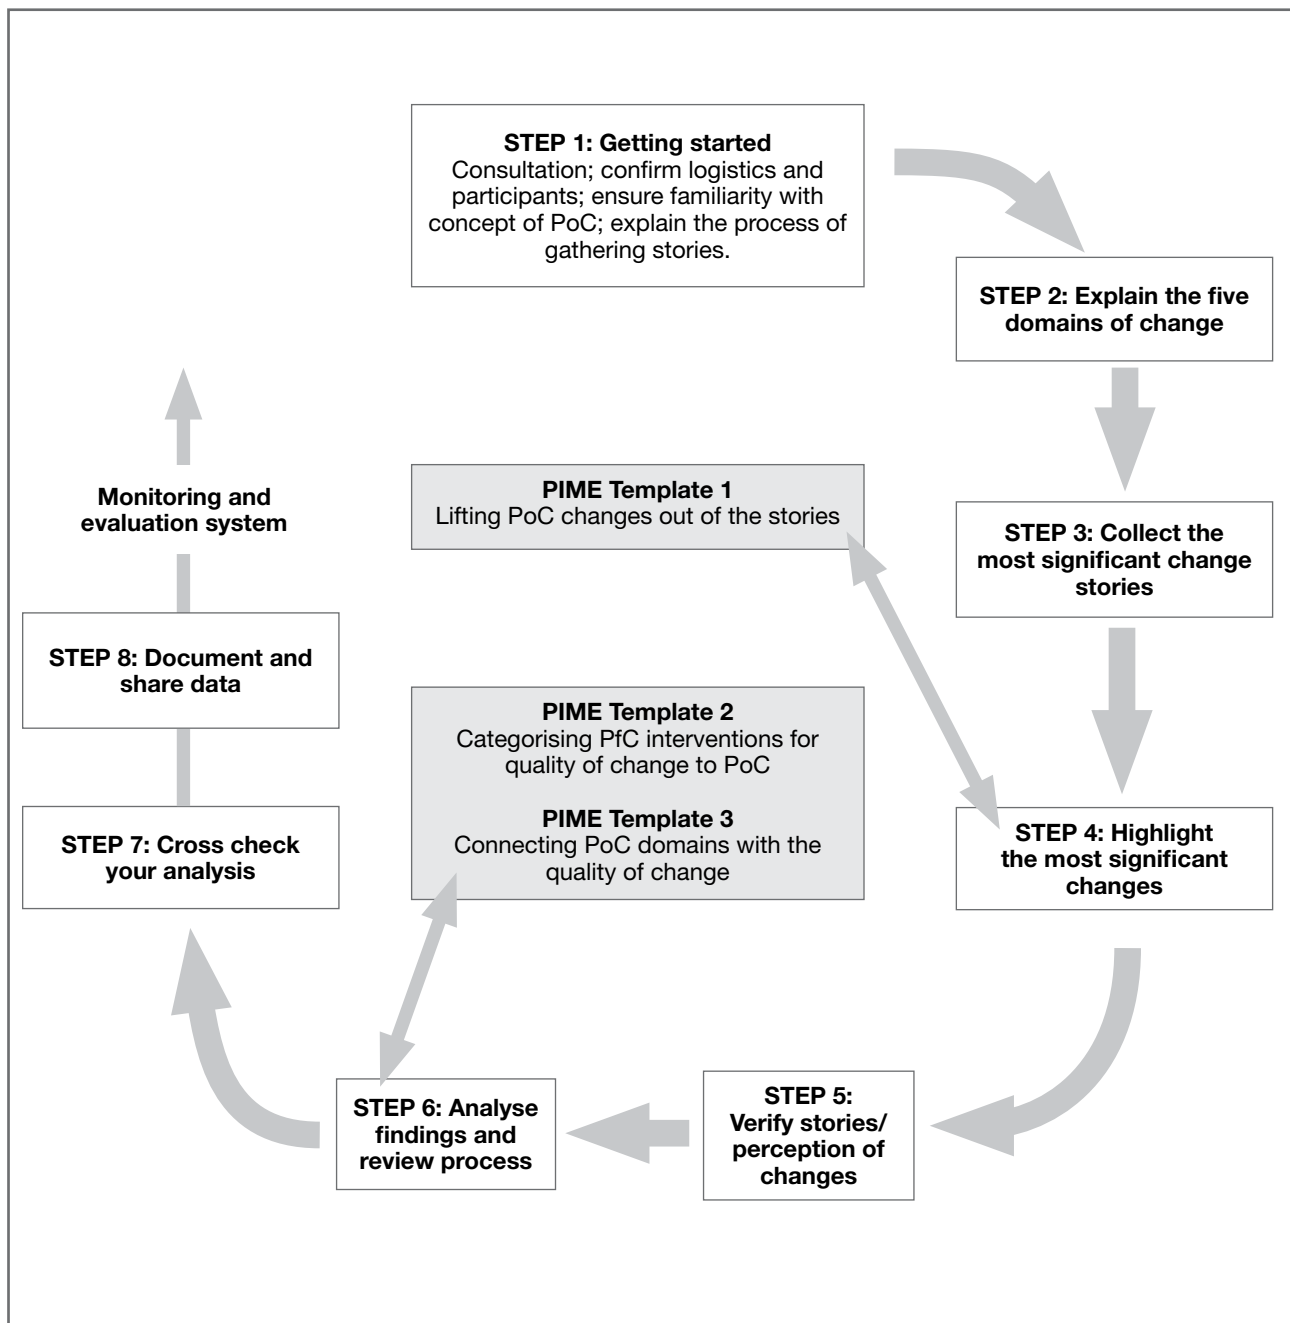 STEP 1: Getting started
Consultation; confirm logistics and
participants; ensure familiarity with
concept of PoC; explain the process of
gathering stories.
STEP 2: Explain the five
domains of change
STEP 3: Collect the
most significant change
stories
STEP 4: Highlight
the most significant
changes
STEP 5:
Verify stories/
perception of
changes
STEP 6: Analyse
findings and
review process
STEP 7: Cross check
your analysis
STEP 8: Document and
share data
Monitoring and
evaluation system
PIME Template 1
Lifting PoC changes out of the stories
PIME Template 2
Categorising PfC interventions for
quality of change to PoC
PIME Template 3
Connecting PoC domains with the
quality of change